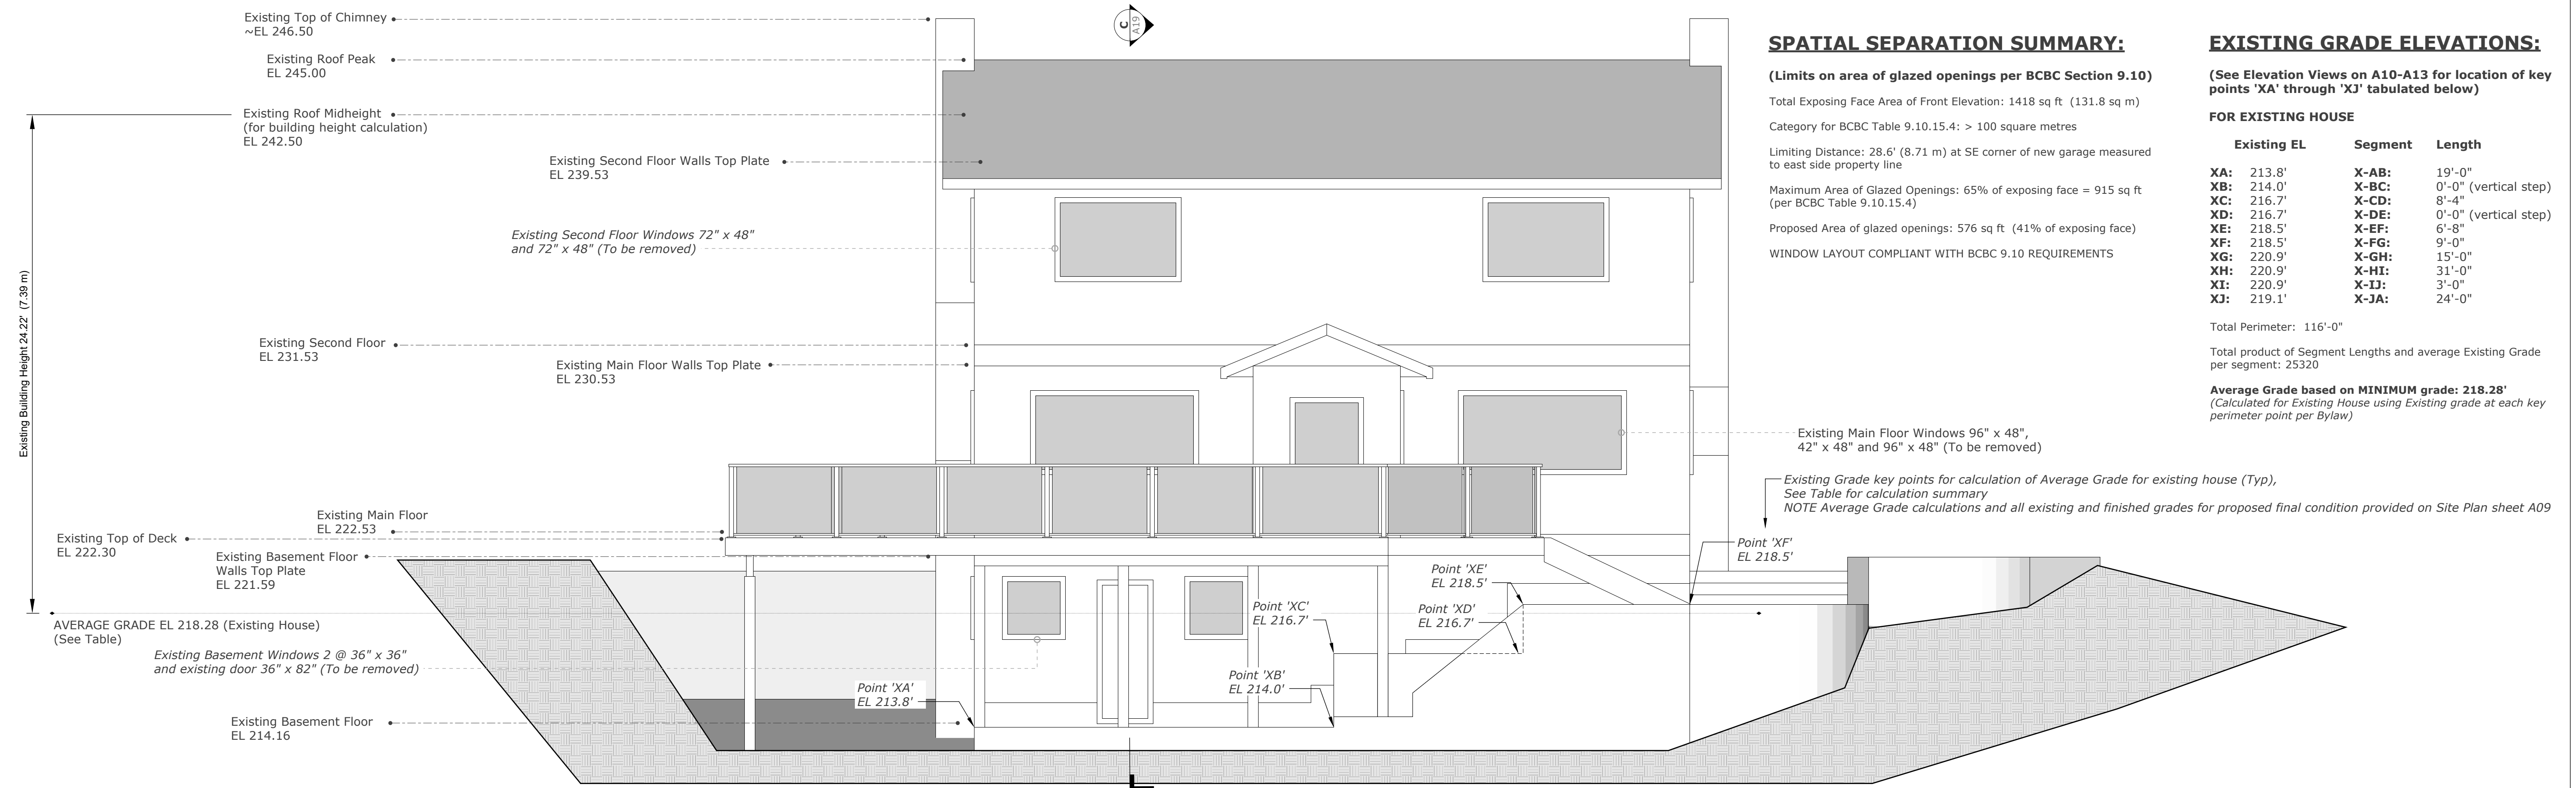 Existing Top of Chimney
~EL 246.50
Existing Roof Peak
EL 245.00
Existing Roof Midheight
(for building height calculation)
EL 242.50
Existing Second Floor Walls Top Plate
EL 239.53
Existing Second Floor Windows 72" x 48"
and 72" x 48" (To be removed)
Existing Building Height 24.22' (7.39 m)
Existing Second Floor
EL 231.53
Existing Main Floor Walls Top Plate
EL 230.53
Existing Main Floor
EL 222.53
Existing Top of Deck
EL 222.30
Existing Basement Floor
Walls Top Plate
EL 221.59
AVERAGE GRADE EL 218.28 (Existing House)
(See Table)
Existing Basement Windows 2 @ 36" x 36"
and existing door 36" x 82" (To be removed)
Existing Basement Floor
EL 214.16
C
A19
Point 'XA'
EL 213.8'
Point 'XB'
EL 214.0'
Point 'XC'
EL 216.7'
Point 'XD'
EL 216.7'
Point 'XE'
EL 218.5'
Point 'XF'
EL 218.5'
SPATIAL SEPARATION SUMMARY:
(Limits on area of glazed openings per BCBC Section 9.10)
Total Exposing Face Area of Front Elevation: 1418 sq ft (131.8 sq m)
Category for BCBC Table 9.10.15.4: > 100 square metres
Limiting Distance: 28.6' (8.71 m) at SE corner of new garage measured
to east side property line
Maximum Area of Glazed Openings: 65% of exposing face = 915 sq ft
(per BCBC Table 9.10.15.4)
Proposed Area of glazed openings: 576 sq ft (41% of exposing face)
WINDOW LAYOUT COMPLIANT WITH BCBC 9.10 REQUIREMENTS
EXISTING GRADE ELEVATIONS:
(See Elevation Views on A10-A13 for location of key
points 'XA' through 'XJ' tabulated below)
FOR EXISTING HOUSE
Existing EL Segment Length
XA: 213.8' X-AB: 19'-0"
XB: 214.0' X-BC: 0'-0" (vertical step)
XC: 216.7' X-CD: 8'-4"
XD: 216.7' X-DE: 0'-0" (vertical step)
XE: 218.5' X-EF: 6'-8"
XF: 218.5' X-FG: 9'-0"
XG: 220.9' X-GH: 15'-0"
XH: 220.9' X-HI: 31'-0"
XI: 220.9' X-IJ: 3'-0"
XJ: 219.1' X-JA: 24'-0"
Total Perimeter: 116'-0"
Total product of Segment Lengths and average Existing Grade
per segment: 25320
Average Grade based on MINIMUM grade: 218.28'
(Calculated for Existing House using Existing grade at each key
perimeter point per Bylaw)
Existing Main Floor Windows 96" x 48",
42" x 48" and 96" x 48" (To be removed)
Existing Grade key points for calculation of Average Grade for existing house (Typ),
See Table for calculation summary
NOTE Average Grade calculations and all existing and finished grades for proposed final condition provided on Site Plan sheet A09